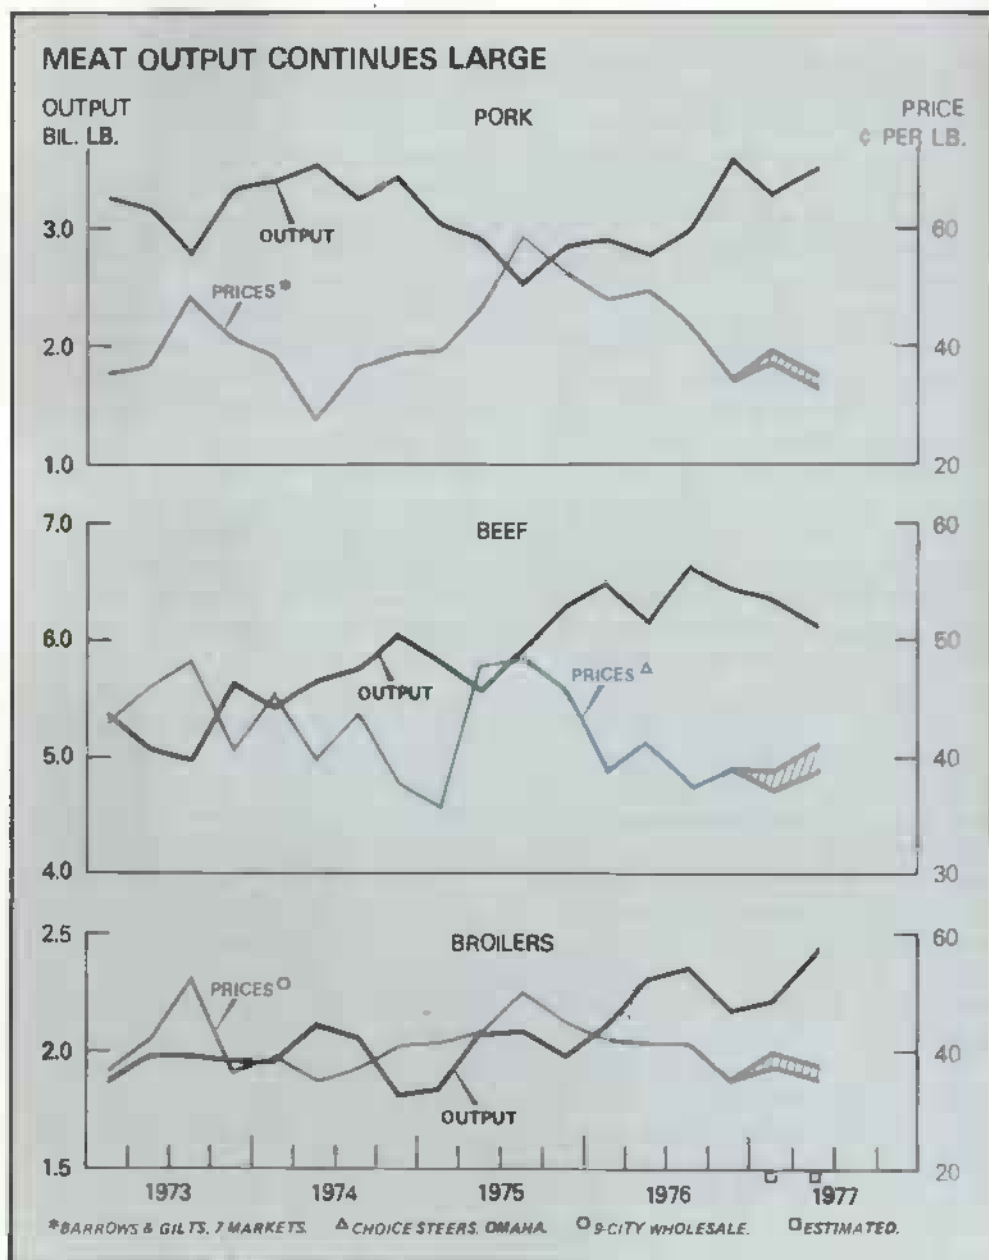 MEAT OUTPUT CONTINUES LARGE
OUTPUT
BIL. LB.
PORK
PRICE
¢ PER LB.
3.0
60
OUTPUT
PRICES*
2.0
40
1.0
20
7.0
BEEF
60
6.0
50
PRICES△
OUTPUT
5.0
40
4.0
30
2.5
BROILERS
60
PRICES○
2.0
40
OUTPUT
1.5
20
1973 1974 1975 1976 1977
*BARROWS & GILTS, 7 MARKETS. △CHOICE STEERS, OMAHA. ○9-CITY WHOLESALE. □ESTIMATED.